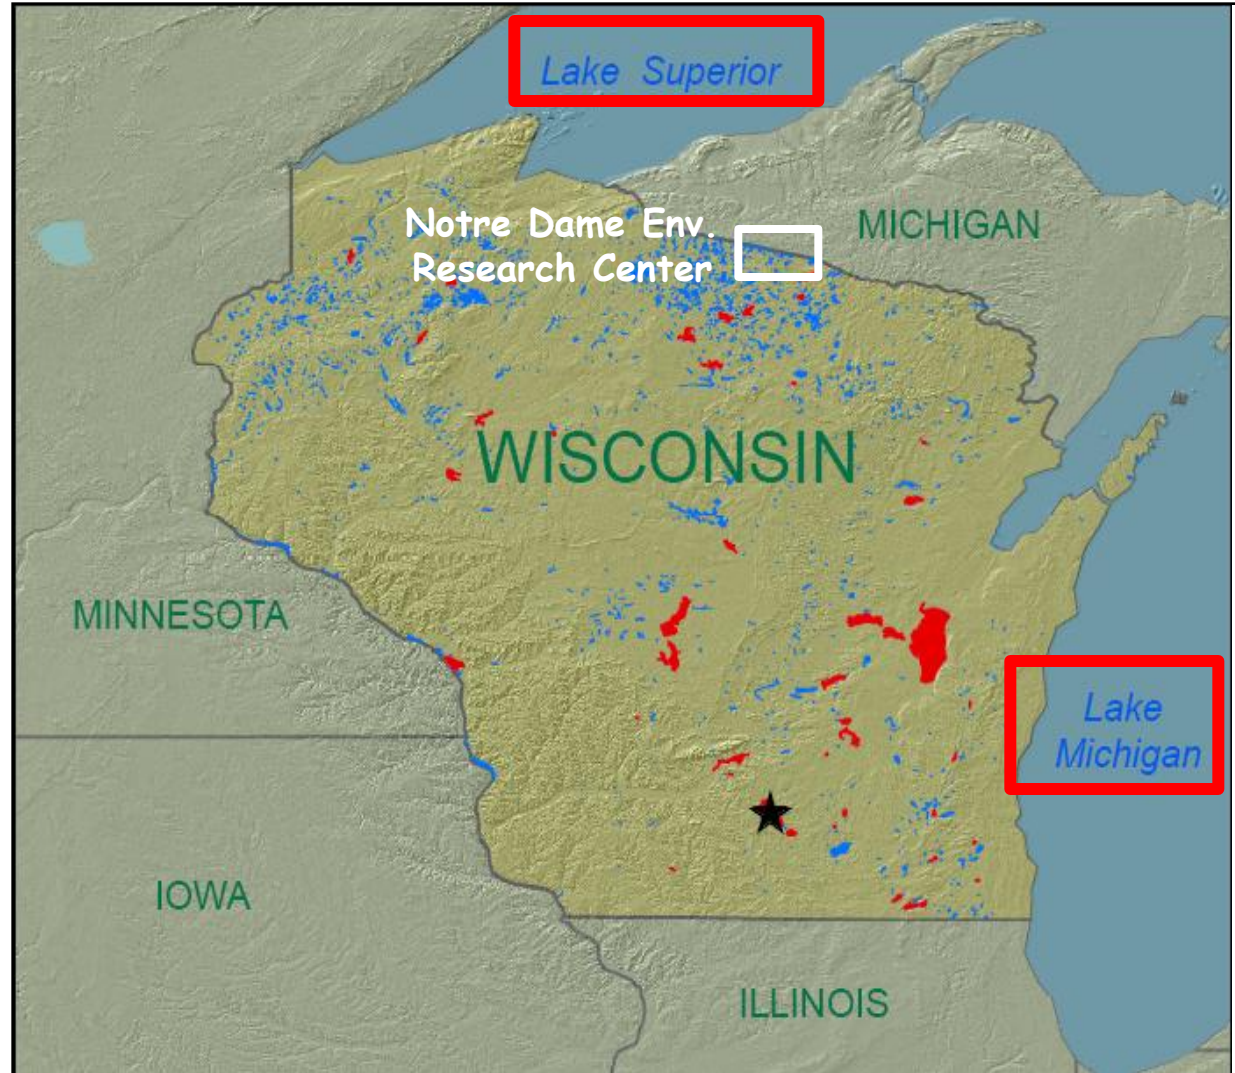 Lake Superior
Notre Dame Env.
Research Center
MICHIGAN
WISCONSIN
MINNESOTA
Lake
Michigan
IOWA
ILLINOIS